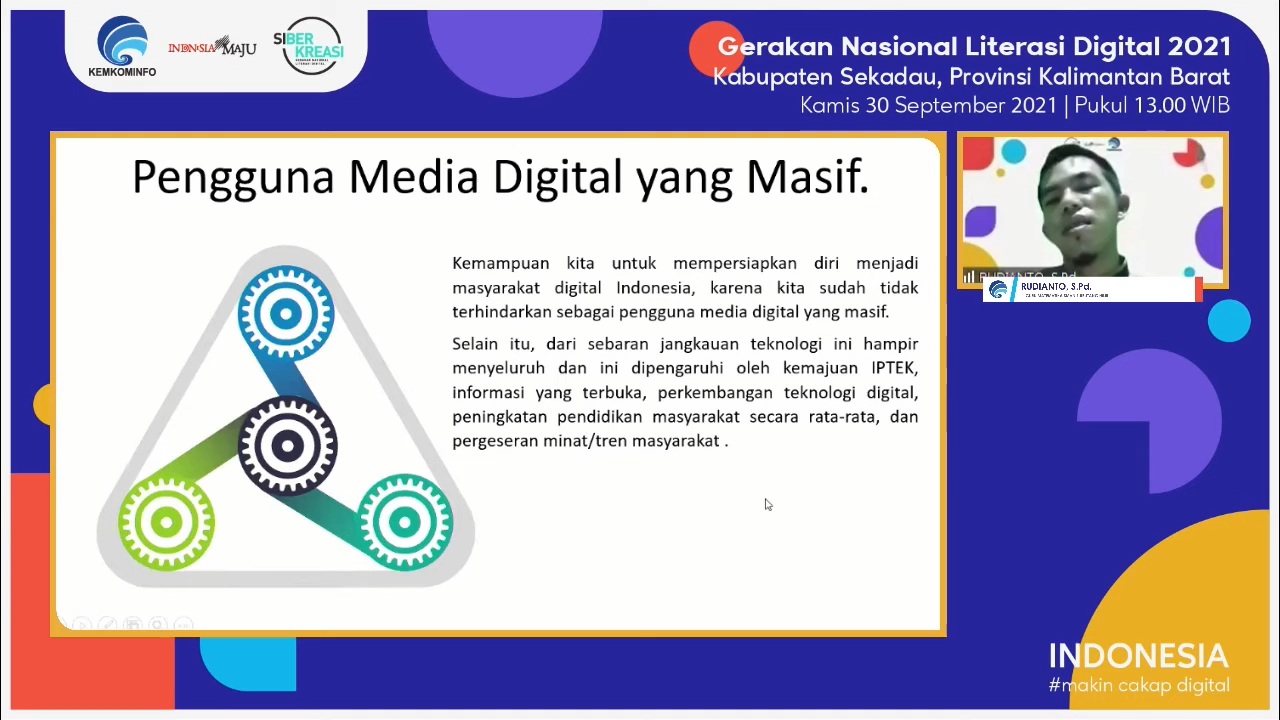 KEMKOMINFO
INDONESIA MAJU
SIBER
KREASI
Gerakan Nasional Literasi Digital 2021
Kabupaten Sekadau, Provinsi Kalimantan Barat
Kamis 30 September 2021 | Pukul 13.00 WIB
Pengguna Media Digital yang Masif.
Kemampuan kita untuk mempersiapkan diri menjadi
masyarakat digital Indonesia, karena kita sudah tidak
terhindarkan sebagai pengguna media digital yang masif.
Selain itu, dari sebaran jangkauan teknologi ini hampir
menyeluruh dan ini dipengaruhi oleh kemajuan IPTEK,
informasi yang terbuka, perkembangan teknologi digital,
peningkatan pendidikan masyarakat secara rata-rata, dan
pergeseran minat/tren masyarakat .
RUDIANTO, S.Pd.
RUDIANTO, S.Pd.
INDONESIA
#makin cakap digital